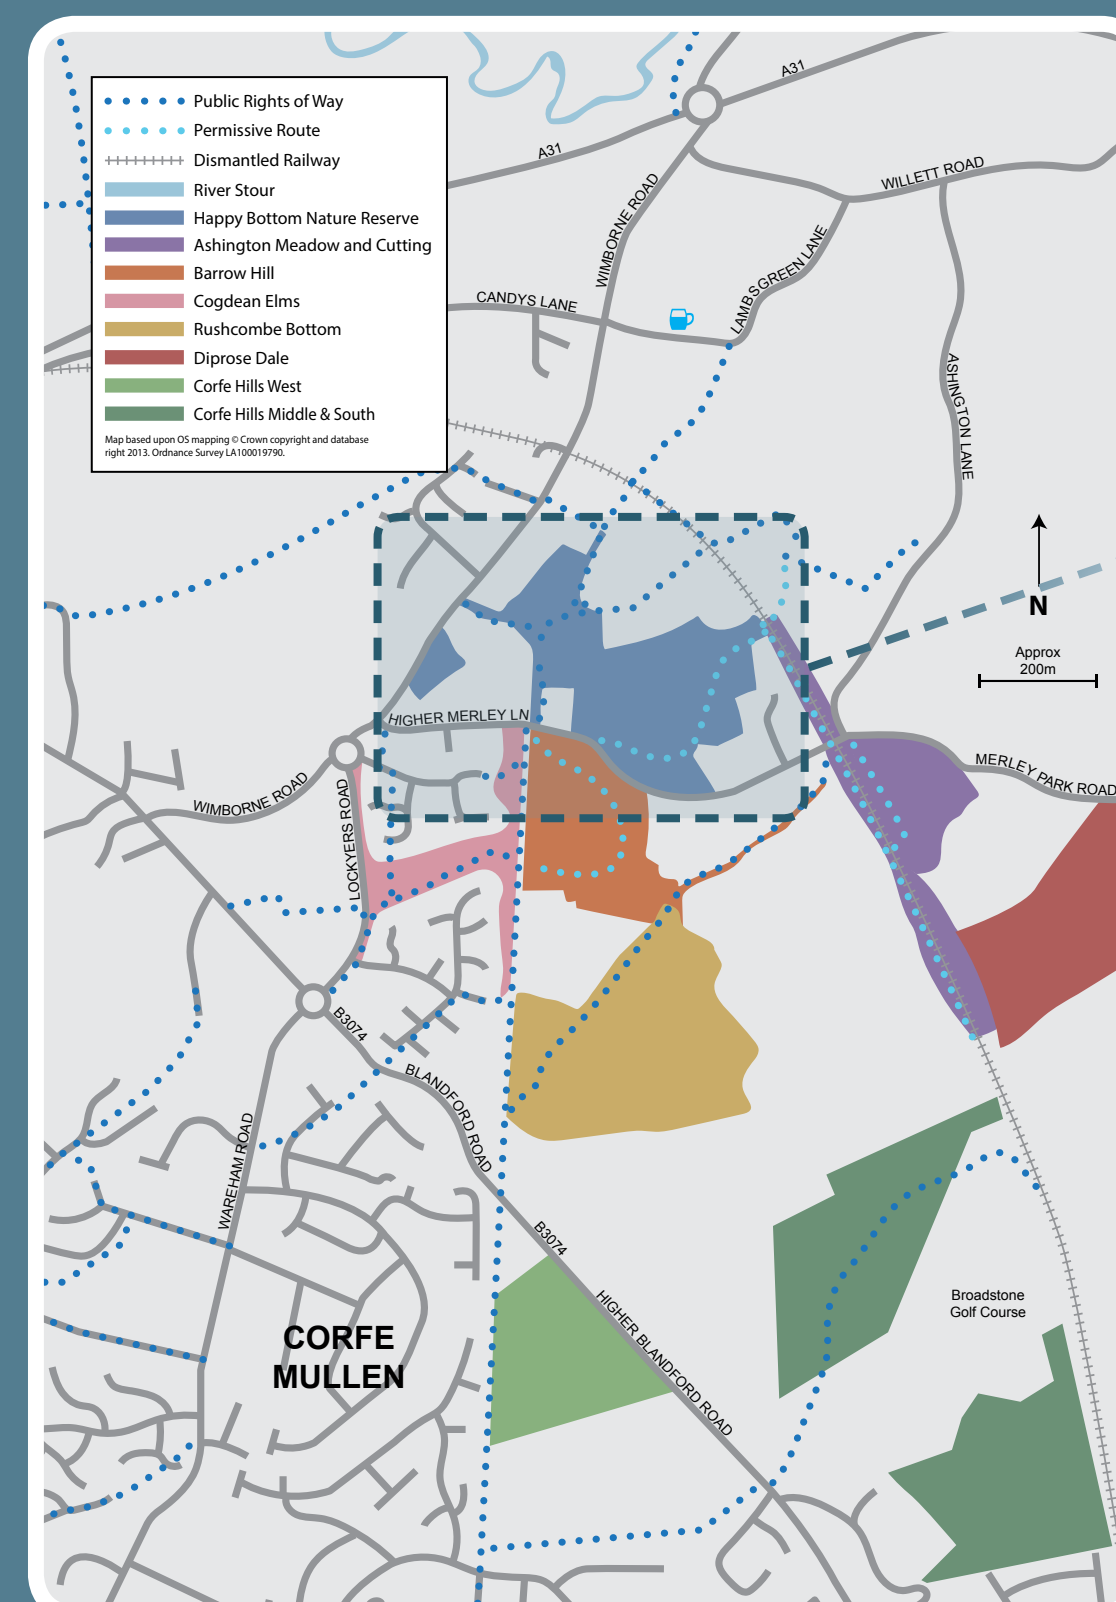 Public Rights of Way
Permissive Route
Dismantled Railway
River Stour
Happy Bottom Nature Reserve
Ashington Meadow and Cutting
Barrow Hill
Cogdean Elms
Rushcombe Bottom
Diprose Dale
Corfe Hills West
Corfe Hills Middle & South
Map based upon OS mapping © Crown copyright and database
right 2013. Ordnance Survey LA100019790.
A31
A31
WILLETT ROAD
WIMBORNE ROAD
LAMBSGREEN LANE
CANDYS LANE
ASHINGTON LANE
N
Approx
200m
HIGHER MERLEY LN
MERLEY PARK ROAD
WIMBORNE ROAD
LOCKYERS ROAD
B3074
BLANDFORD ROAD
WAREHAM ROAD
B3074
HIGHER BLANDFORD ROAD
Broadstone
Golf Course
CORFE
MULLEN